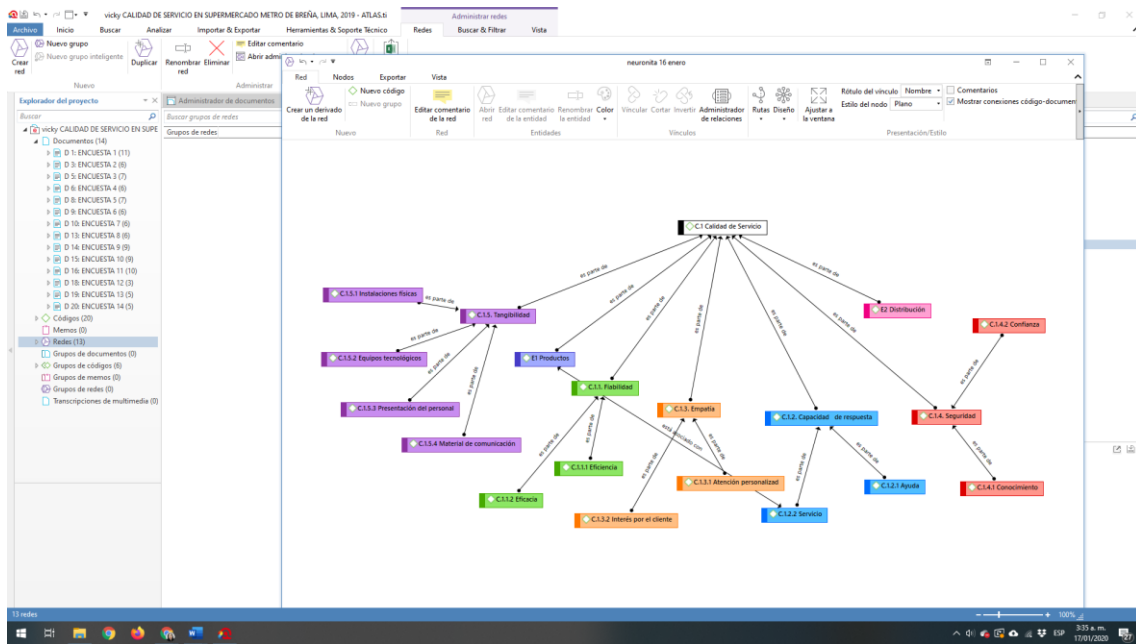 vicky CALIDAD DE SERVICIO EN SUPERMERCADO METRO DE BREÑA, LIMA, 2019 - ATLAS.ti
Administrar redes
Archivo Inicio Buscar Analizar Importar & Exportar Herramientas & Soporte Técnico Redes Buscar & Filtrar Vista
Crear red
Nuevo grupo
Nuevo grupo inteligente
Duplicar
Renombrar red
Eliminar
Editar comentario
Nuevo
Administrar
Explorador del proyecto
Buscar
vicky CALIDAD DE SERVICIO EN SUPE
Documentos (14)
D 1: ENCUESTA 1 (11)
D 3: ENCUESTA 2 (6)
D 5: ENCUESTA 3 (7)
D 6: ENCUESTA 4 (6)
D 8: ENCUESTA 5 (7)
D 9: ENCUESTA 6 (6)
D 10: ENCUESTA 7 (6)
D 13: ENCUESTA 8 (6)
D 14: ENCUESTA 9 (9)
D 15: ENCUESTA 10 (9)
D 16: ENCUESTA 11 (10)
D 18: ENCUESTA 12 (3)
D 19: ENCUESTA 13 (5)
D 20: ENCUESTA 14 (5)
Códigos (20)
Memos (0)
Redes (13)
Grupos de documentos (0)
Grupos de códigos (6)
Grupos de memos (0)
Grupos de redes (0)
Transcripciones de multimedia (0)
Administrador de documentos
Buscar grupos de redes
Grupos de redes
neuronita 16 enero
Red Nodos Exportar Vista
Crear un derivado de la red
Nuevo código
Nuevo grupo
Editar comentario de la red
Abrir red
Editar comentario de la entidad
Renombrar la entidad
Color
Vincular
Cortar
Invertir
Administrador de relaciones
Rutas
Diseño
Ajustar a la ventana
Rótulo del vínculo Nombre
Estilo del nodo Plano
Comentarios
Mostrar conexiones código-documen
Nuevo
Red
Entidades
Vínculos
Presentación/Estilo
C.1 Calidad de Servicio
es parte de
es parte de
es parte de
es parte de
es parte de
es parte de
es parte de
es parte de
C.1.5.1 Instalaciones físicas
es parte de
E2 Distribución
C.1.5. Tangibilidad
C.1.4.2 Confianza
es parte de
C.1.5.2 Equipos tecnológicos
E1 Productos
es parte de
es parte de
es parte de
C.1.1. Fiabilidad
C.1.5.3 Presentación del personal
C.1.3. Empatía
C.1.2. Capacidad de respuesta
C.1.4. Seguridad
está asociado con
C.1.5.4 Material de comunicación
es parte de
es parte de
es parte de
es parte de
es parte de
es parte de
es parte de
C.1.1.1 Eficiencia
C.1.3.1 Atención personalizad
C.1.2.1 Ayuda
C.1.4.1 Conocimiento
C.1.1.2 Eficacia
C.1.3.2 Interés por el cliente
C.1.2.2 Servicio
13 redes
100%
ESP
3:35 a. m.
17/01/2020